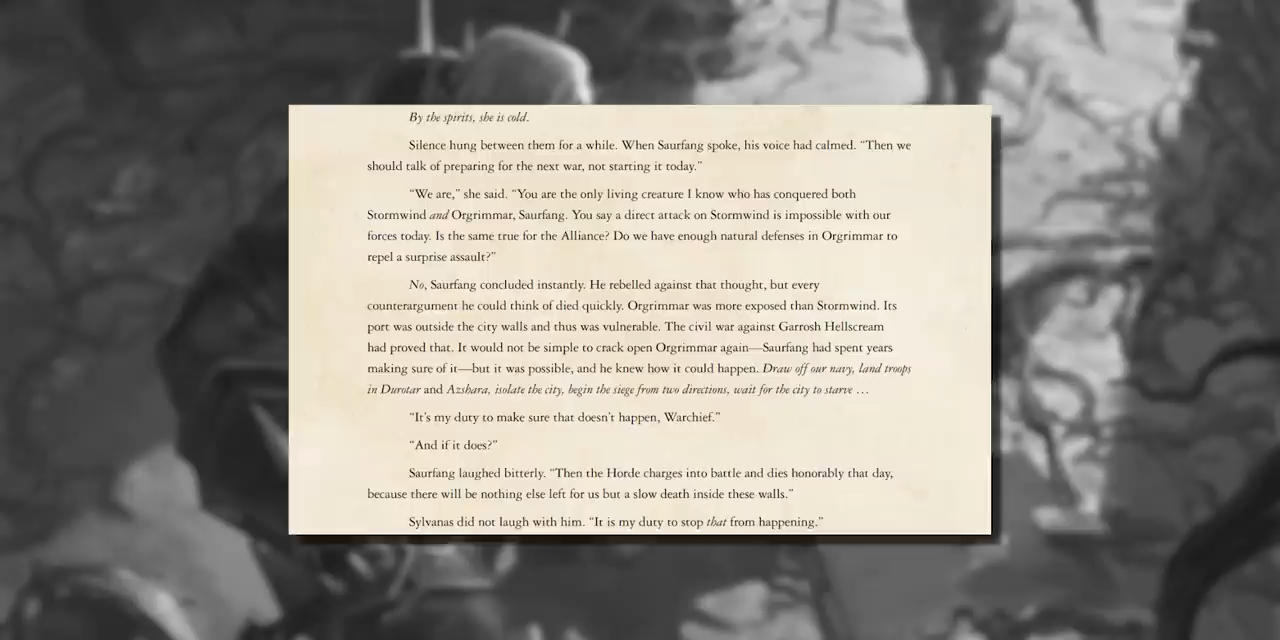 By the spirits, she is cold.
Silence hung between them for a while. When Saurfang spoke, his voice had calmed. “Then we
should talk of preparing for the next war, not starting it today.”
“We are,” she said. “You are the only living creature I know who has conquered both
Stormwind and Orgrimmar, Saurfang. You say a direct attack on Stormwind is impossible with our
forces today. Is the same true for the Alliance? Do we have enough natural defenses in Orgrimmar to
repel a surprise assault?”
No, Saurfang concluded instantly. He rebelled against that thought, but every
counterargument he could think of died quickly. Orgrimmar was more exposed than Stormwind. Its
port was outside the city walls and thus was vulnerable. The civil war against Garrosh Hellscream
had proved that. It would not be simple to crack open Orgrimmar again—Saurfang had spent years
making sure of it—but it was possible, and he knew how it could happen. Draw off our navy, land troops
in Durotar and Azshara, isolate the city, begin the siege from two directions, wait for the city to starve …
“It’s my duty to make sure that doesn’t happen, Warchief.”
“And if it does?”
Saurfang laughed bitterly. “Then the Horde charges into battle and dies honorably that day,
because there will be nothing else left for us but a slow death inside these walls.”
Sylvanas did not laugh with him. “It is my duty to stop that from happening.”